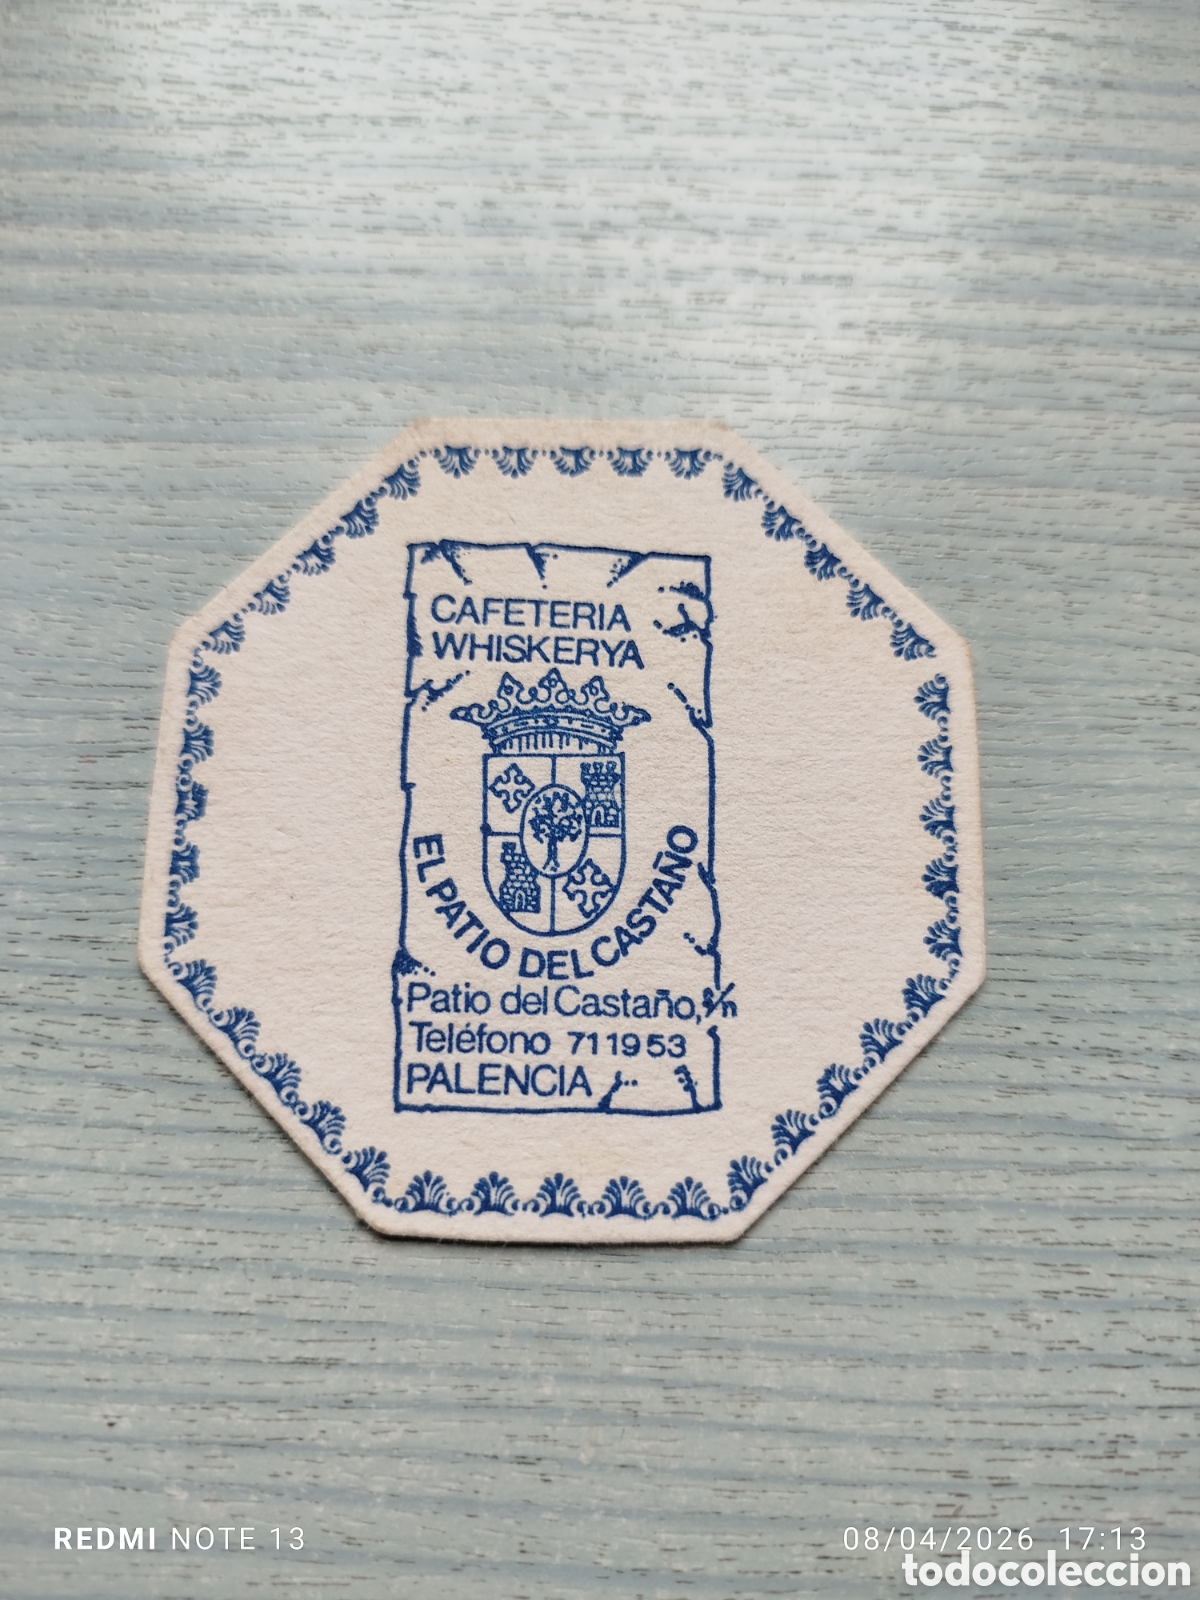 CAFETERIA
WHISKERYA
EL PATIO DEL CASTAÑO
Patio del Castaño, s/n
Teléfono 711953
PALENCIA
REDMI NOTE 13
08/04/2026 17:13
todocoleccion